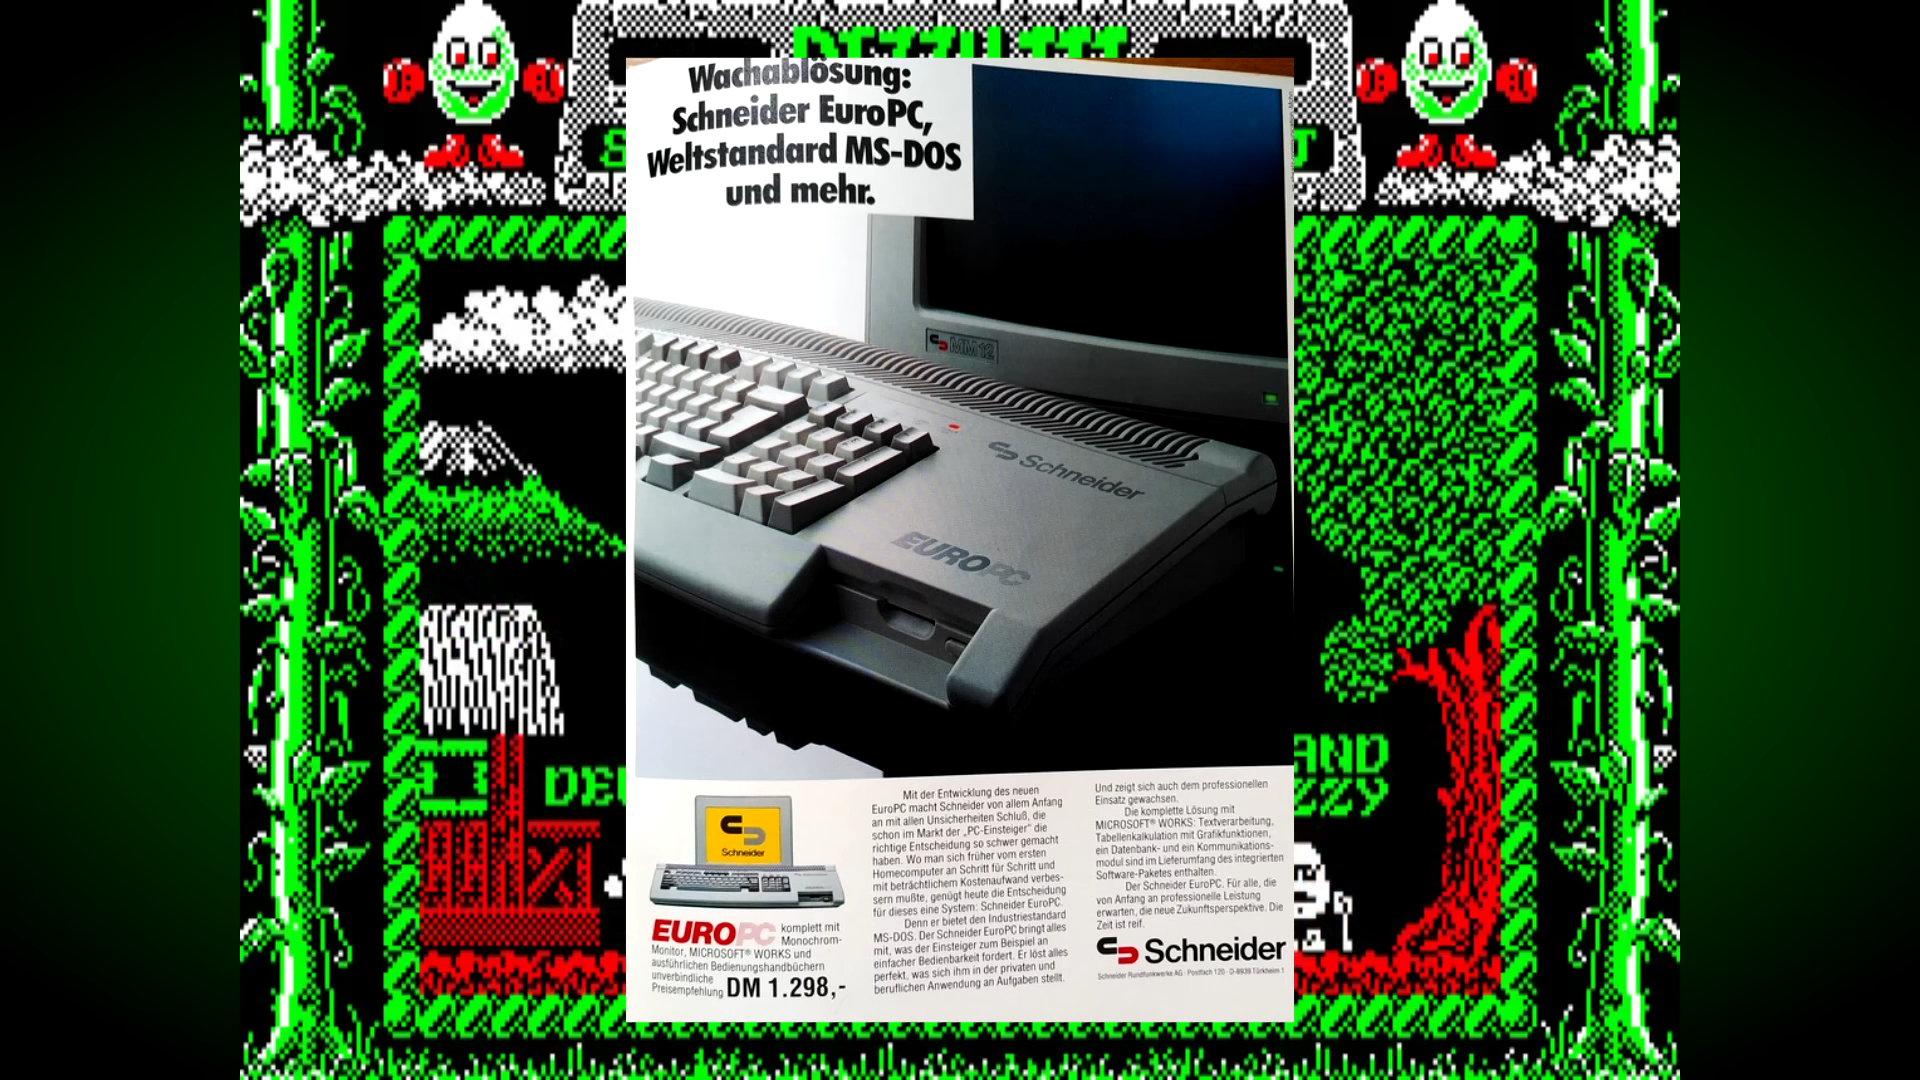 Wachablösung:
Schneider EuroPC,
Weltstandard MS-DOS
und mehr.
MM12
Schneider
EURO PC
Schneider
EURO PC komplett mit
Monochrom-
Monitor, MICROSOFT® WORKS und
ausführlichen Bedienungshandbüchern
unverbindliche
Preisempfehlung DM 1.298,-
Mit der Entwicklung des neuen
EuroPC macht Schneider von allem Anfang
an mit allen Unsicherheiten Schluß, die
schon im Markt der „PC-Einsteiger" die
richtige Entscheidung so schwer gemacht
haben. Wo man sich früher vom ersten
Homecomputer an Schritt für Schritt und
mit beträchtlichem Kostenaufwand verbes-
sern mußte, genügt heute die Entscheidung
für dieses eine System: Schneider EuroPC.
Denn er bietet den Industriestandard
MS-DOS. Der Schneider EuroPC bringt alles
mit, was der Einsteiger zum Beispiel an
einfacher Bedienbarkeit fordert. Er löst alles
perfekt, was sich ihm in der privaten und
beruflichen Anwendung an Aufgaben stellt.
Und zeigt sich auch dem professionellen
Einsatz gewachsen.
Die komplette Lösung mit
MICROSOFT® WORKS: Textverarbeitung,
Tabellenkalkulation mit Grafikfunktionen,
ein Datenbank- und ein Kommunikations-
modul sind im Lieferumfang des integrierten
Software-Paketes enthalten.
Der Schneider EuroPC. Für alle, die
von Anfang an professionelle Leistung
erwarten, die neue Zukunftsperspektive. Die
Zeit ist reif.
Schneider
Schneider Rundfunkwerke AG · Postfach 120 · D-8939 Türkheim 1